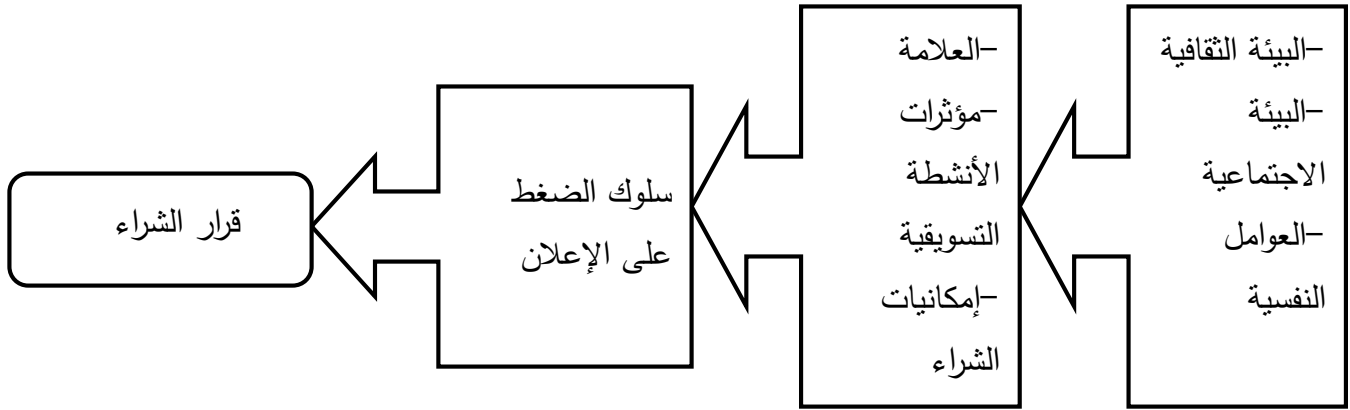 -البيئة الثقافية
-البيئة
الاجتماعية
-العوامل
النفسية
-العلامة
-مؤثرات
الأنشطة
التسويقية
-إمكانيات
الشراء
سلوك الضغط
على الإعلان
قرار الشراء